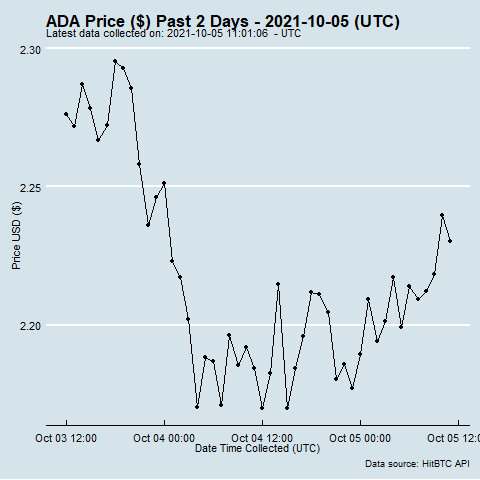 ADA Price ($) Past 2 Days - 2021-10-05 (UTC)
Latest data collected on: 2021-10-05 11:01:06  - UTC
2.30
2.25
2.20
Price USD ($)
Oct 03 12:00 Oct 04 00:00 Oct 04 12:00 Oct 05 00:00 Oct 05 12:00
Date Time Collected (UTC)
Data source: HitBTC API